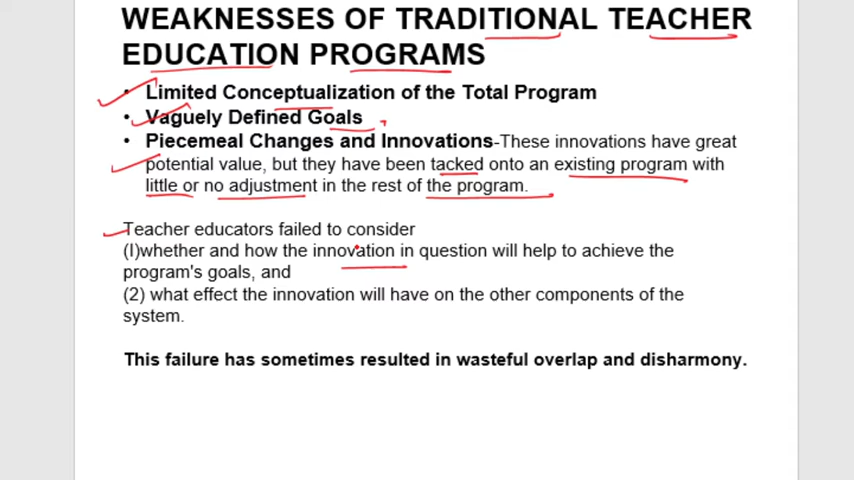 WEAKNESSES OF TRADITIONAL TEACHER
EDUCATION PROGRAMS
• Limited Conceptualization of the Total Program
• Vaguely Defined Goals
• Piecemeal Changes and Innovations-These innovations have great
potential value, but they have been tacked onto an existing program with
little or no adjustment in the rest of the program.
Teacher educators failed to consider
(I)whether and how the innovation in question will help to achieve the
program's goals, and
(2) what effect the innovation will have on the other components of the
system.
This failure has sometimes resulted in wasteful overlap and disharmony.